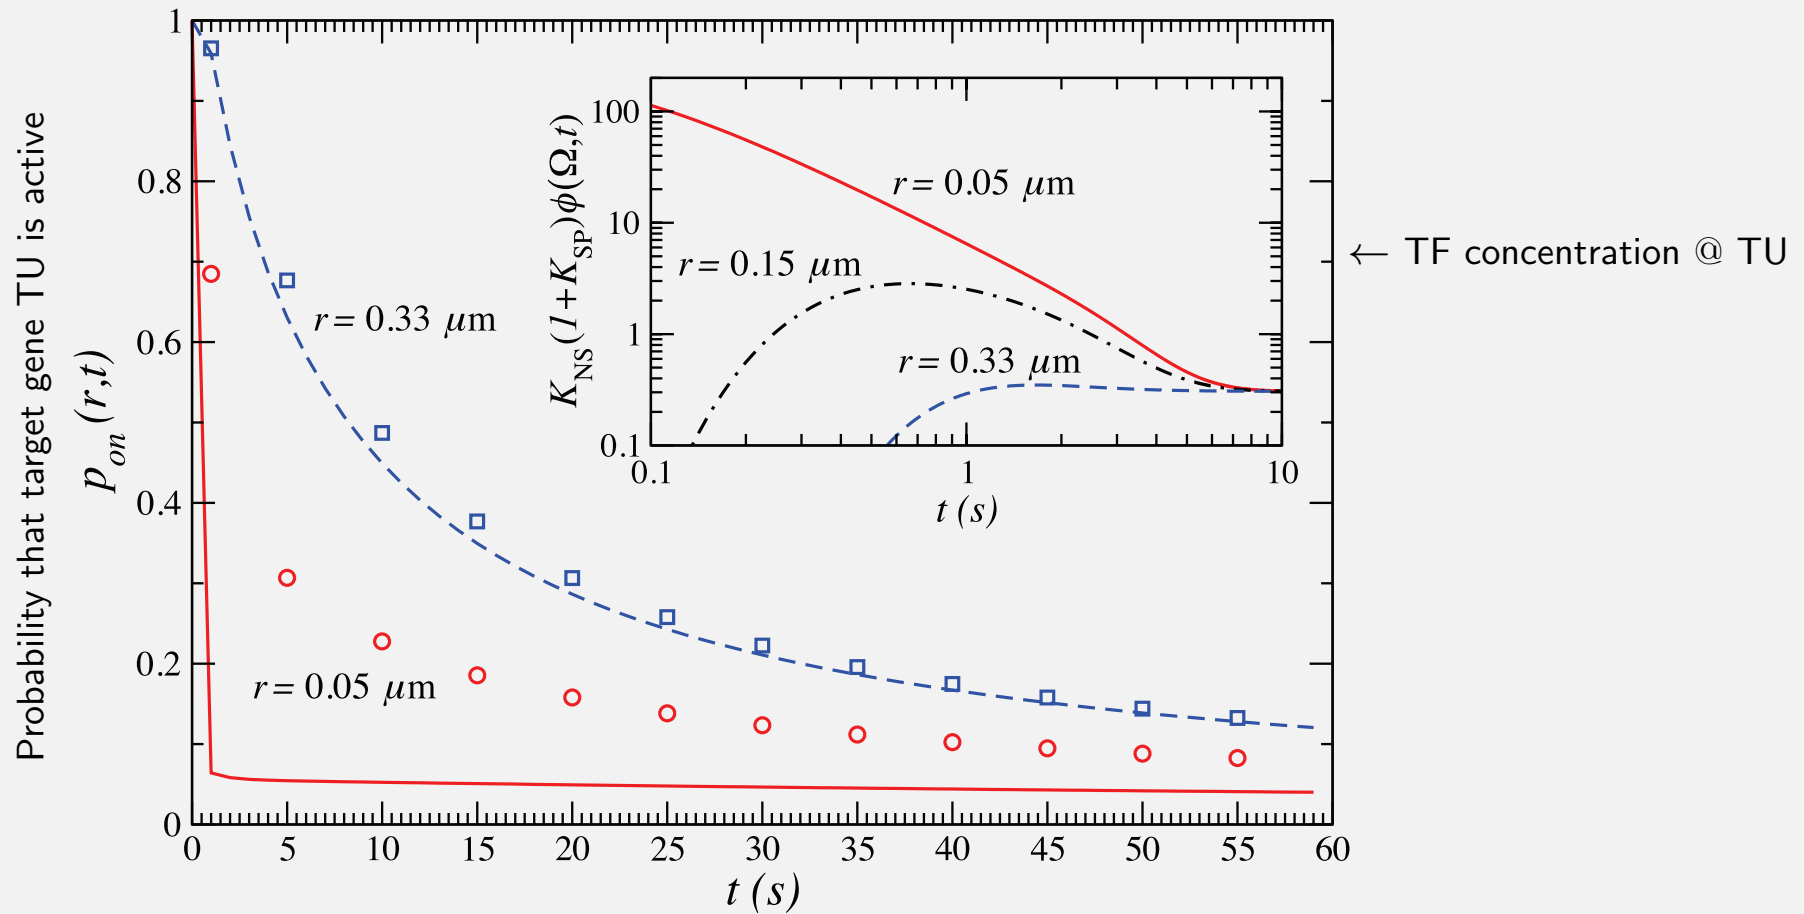 Probability that target gene TU is active
p_on(r,t)
1
0.8
0.6
0.4
0.2
0
0 5 10 15 20 25 30 35 40 45 50 55 60
t (s)
r = 0.33 μm
r = 0.05 μm
K_NS(1+K_SP)ϕ(Ω,t)
100
10
1
0.1
0.1 1 10
t (s)
r = 0.05 μm
r = 0.15 μm
r = 0.33 μm
← TF concentration @ TU